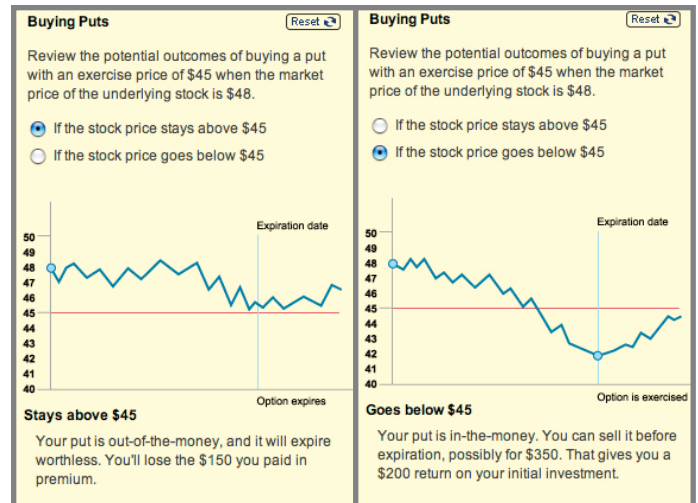 Buying Puts
Reset
Review the potential outcomes of buying a put
with an exercise price of $45 when the market
price of the underlying stock is $48.
If the stock price stays above $45
If the stock price goes below $45
Expiration date
50
49
48
47
46
45
44
43
42
41
40
Option expires
Stays above $45
Your put is out-of-the-money, and it will expire
worthless. You'll lose the $150 you paid in
premium.
Buying Puts
Reset
Review the potential outcomes of buying a put
with an exercise price of $45 when the market
price of the underlying stock is $48.
If the stock price stays above $45
If the stock price goes below $45
Expiration date
50
49
48
47
46
45
44
43
42
41
40
Option is exercised
Goes below $45
Your put is in-the-money. You can sell it before
expiration, possibly for $350. That gives you a
$200 return on your initial investment.